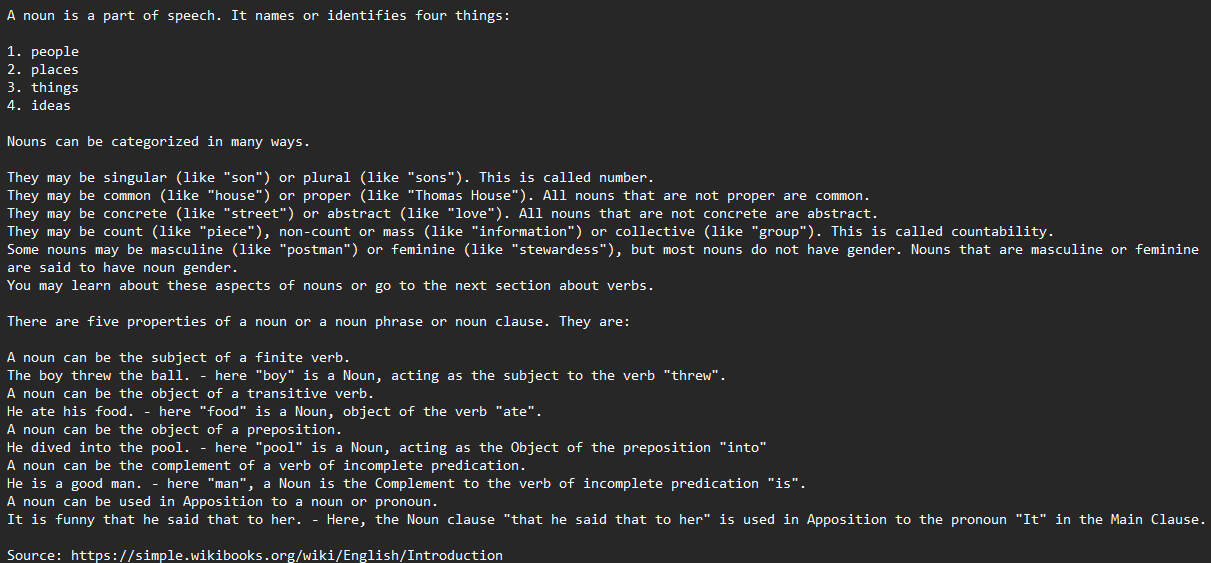 A noun is a part of speech. It names or identifies four things:
1. people
2. places
3. things
4. ideas
Nouns can be categorized in many ways.
They may be singular (like "son") or plural (like "sons"). This is called number.
They may be common (like "house") or proper (like "Thomas House"). All nouns that are not proper are common.
They may be concrete (like "street") or abstract (like "love"). All nouns that are not concrete are abstract.
They may be count (like "piece"), non-count or mass (like "information") or collective (like "group"). This is called countability.
Some nouns may be masculine (like "postman") or feminine (like "stewardess"), but most nouns do not have gender. Nouns that are masculine or feminine
are said to have noun gender.
You may learn about these aspects of nouns or go to the next section about verbs.
There are five properties of a noun or a noun phrase or noun clause. They are:
A noun can be the subject of a finite verb.
The boy threw the ball. - here "boy" is a Noun, acting as the subject to the verb "threw".
A noun can be the object of a transitive verb.
He ate his food. - here "food" is a Noun, object of the verb "ate".
A noun can be the object of a preposition.
He dived into the pool. - here "pool" is a Noun, acting as the Object of the preposition "into"
A noun can be the complement of a verb of incomplete predication.
He is a good man. - here "man", a Noun is the Complement to the verb of incomplete predication "is".
A noun can be used in Apposition to a noun or pronoun.
It is funny that he said that to her. - Here, the Noun clause "that he said that to her" is used in Apposition to the pronoun "It" in the Main Clause.
Source: https://simple.wikibooks.org/wiki/English/Introduction